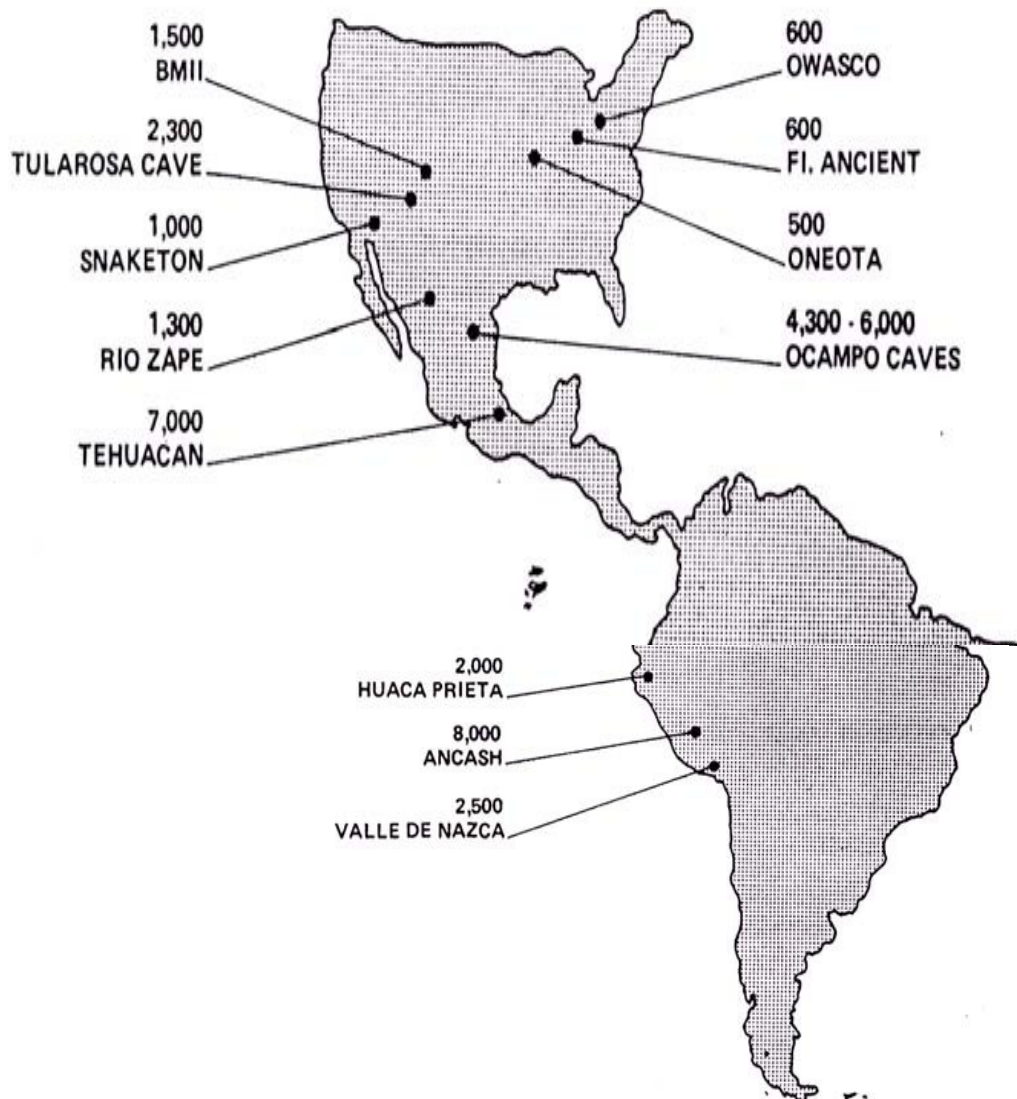 1,500
BMII
2,300
TULAROSA CAVE
1,000
SNAKETON
1,300
RIO ZAPE
7,000
TEHUACAN
600
OWASCO
600
FI. ANCIENT
500
ONEOTA
4,300 - 6,000
OCAMPO CAVES
2,000
HUACA PRIETA
8,000
ANCASH
2,500
VALLE DE NAZCA